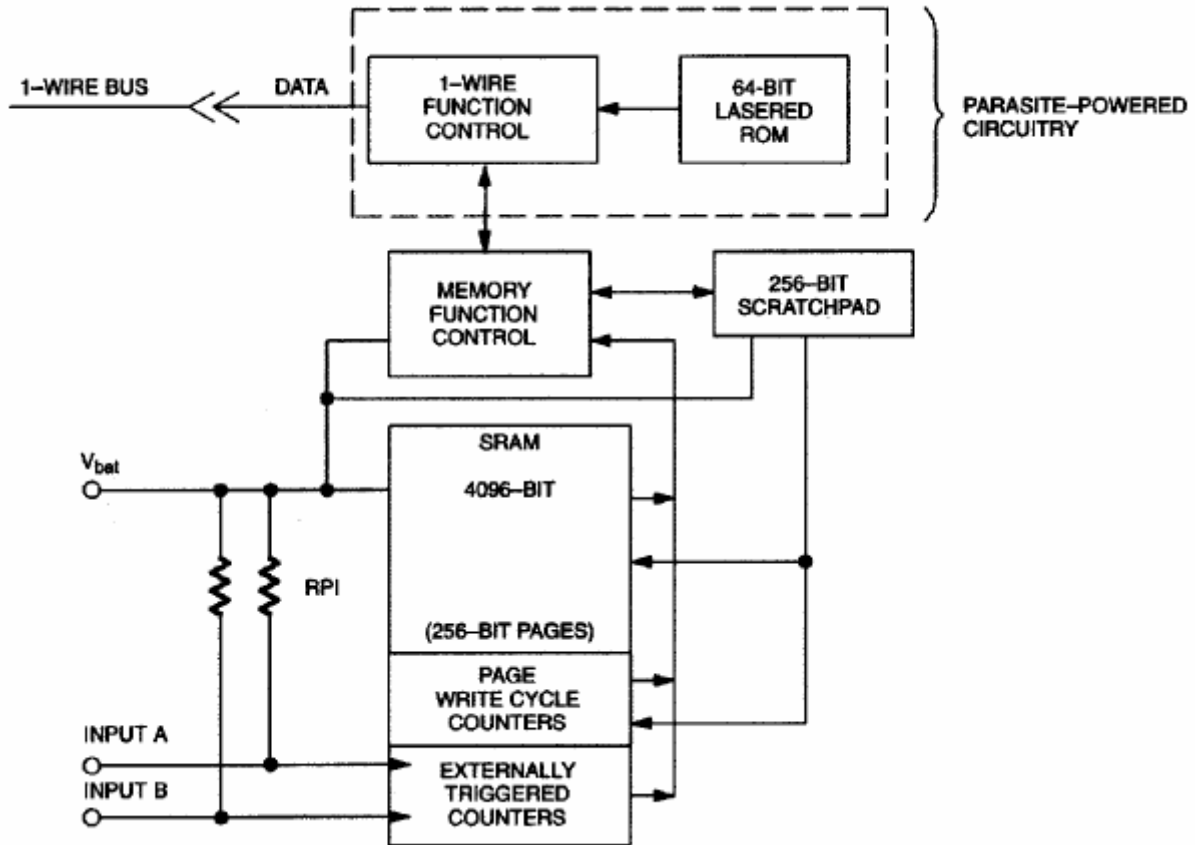 1–WIRE BUS
DATA
1–WIRE
FUNCTION
CONTROL
64-BIT
LASERED
ROM
PARASITE–POWERED
CIRCUITRY
MEMORY
FUNCTION
CONTROL
256–BIT
SCRATCHPAD
Vbat
SRAM
4096–BIT
RPI
(256–BIT PAGES)
PAGE
WRITE CYCLE
COUNTERS
INPUT A
INPUT B
EXTERNALLY
TRIGGERED
COUNTERS